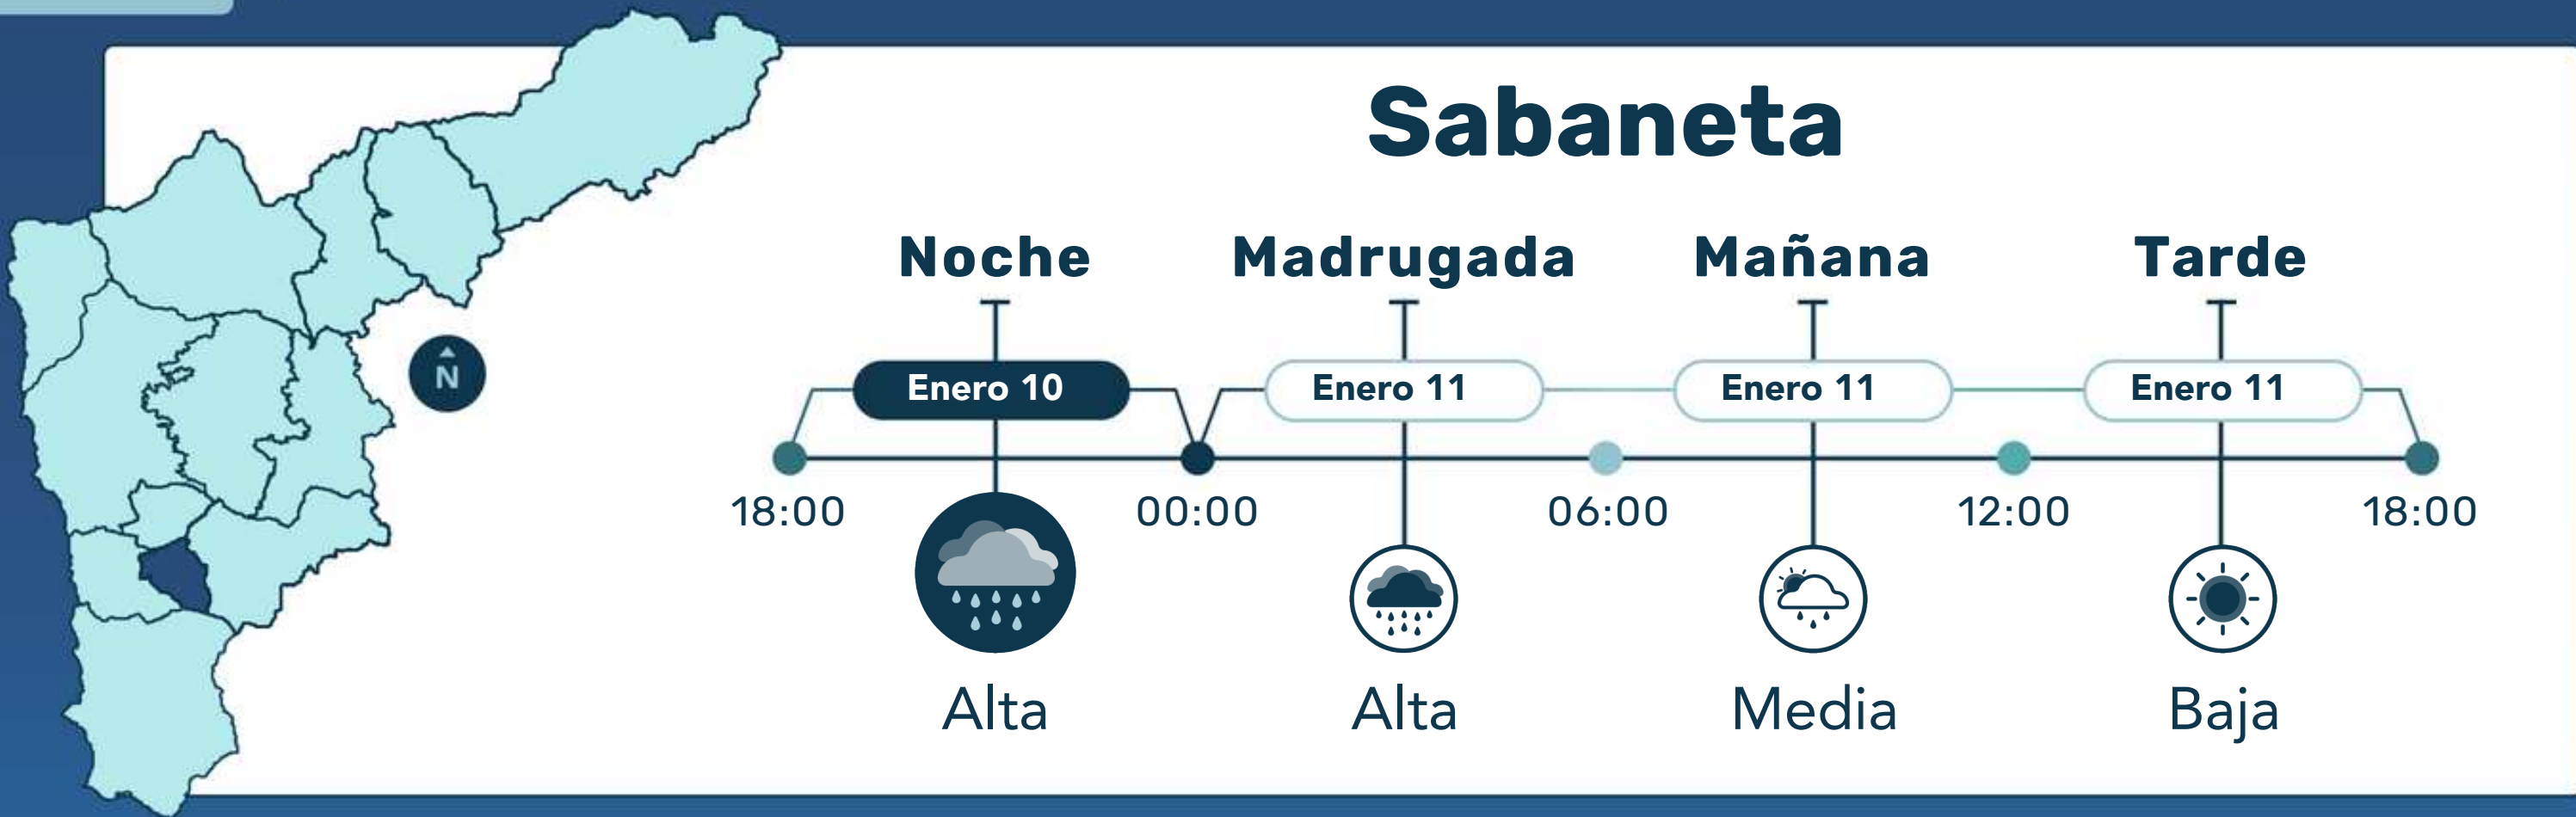 Sabaneta
Noche Madrugada Mañana Tarde
N
Enero 10 Enero 11 Enero 11 Enero 11
18:00 00:00 06:00 12:00 18:00
Alta Alta Media Baja